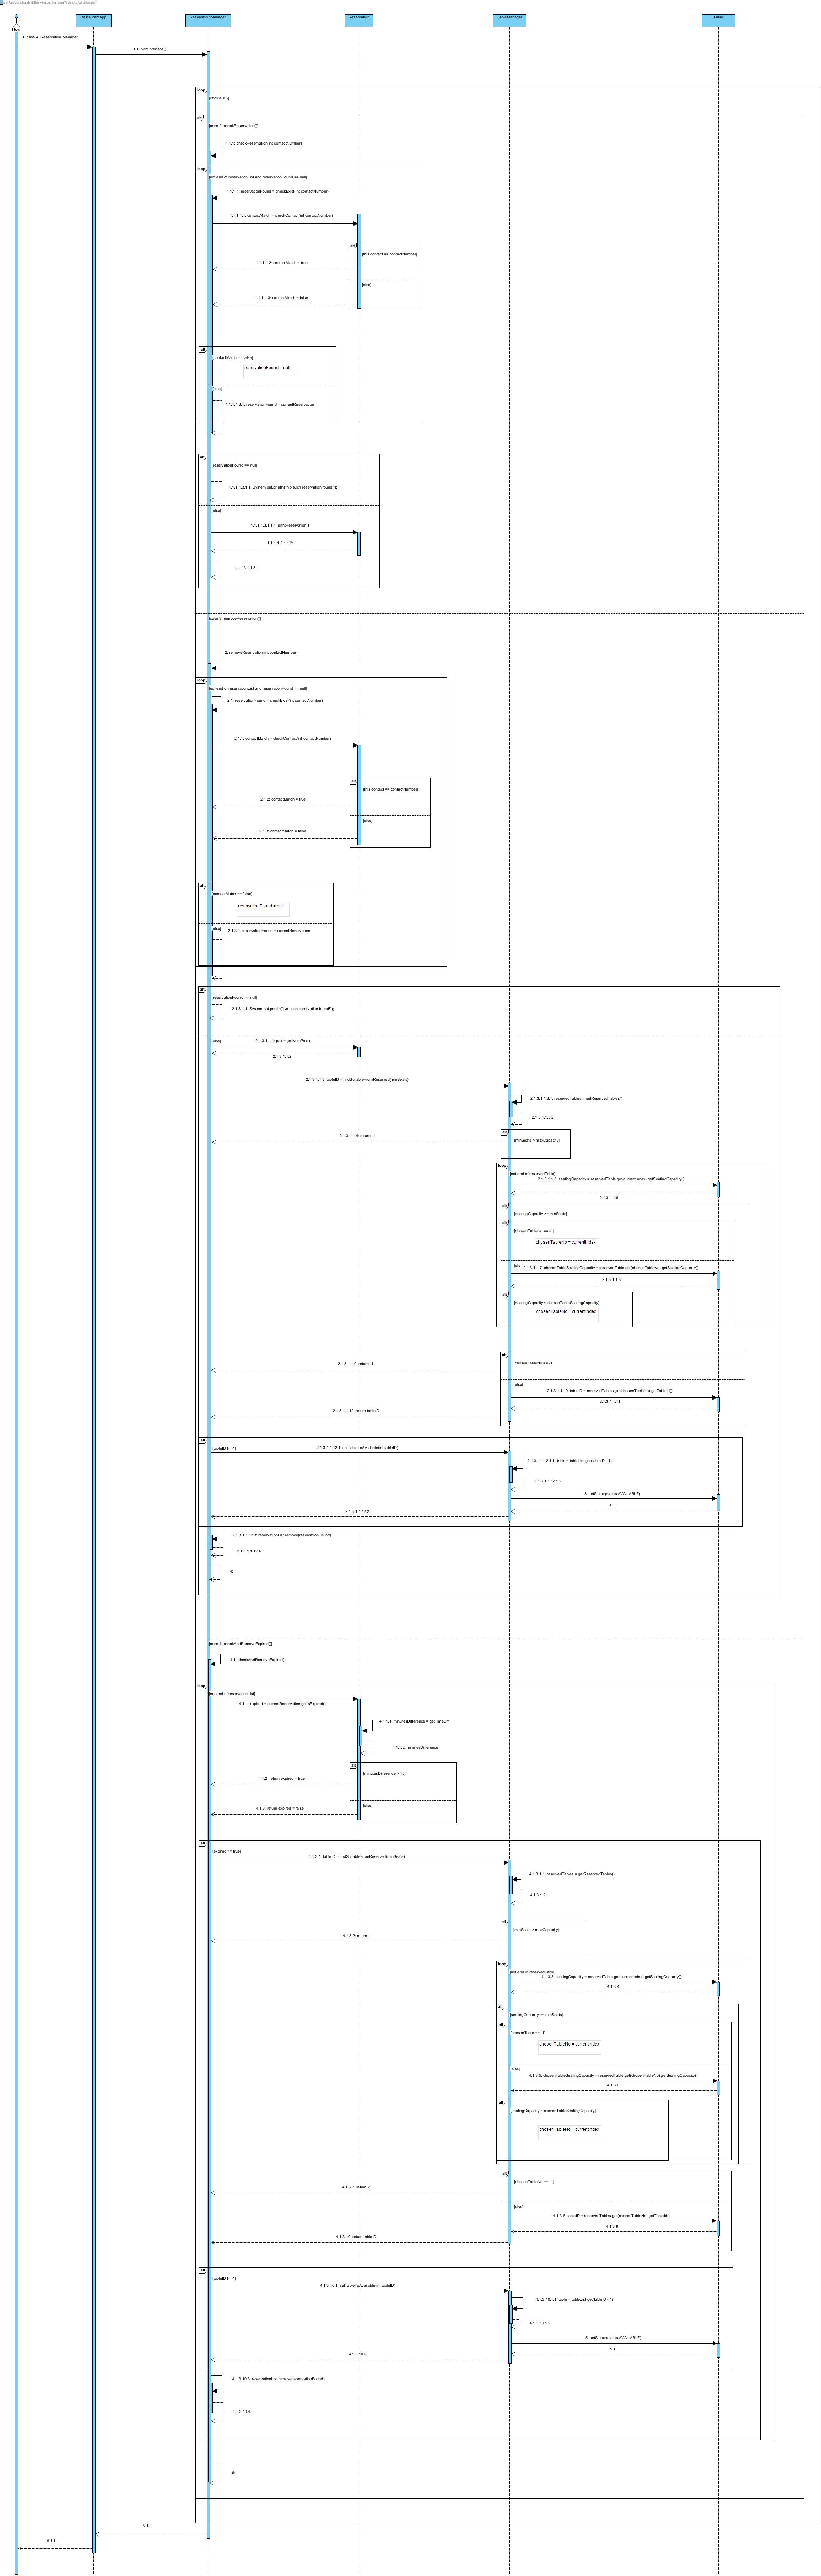 User
RestaurantApp
ReservationManager
Reservation
TableManager
Table
1: case 4: Reservation Manager
1.1: printInterface()
loop
[choice < 6]
alt
[case 2: checkReservation()]
1.1.1: checkReservation(int contactNumber)
loop
[not end of reservationList and reservationFound == null]
1.1.1.1: reservationFound = checkExist(int contactNumber)
1.1.1.1.1: contactMatch = checkContact(int contactNumber)
alt
[this.contact == contactNumber]
1.1.1.1.2: contactMatch = true
[else]
1.1.1.1.3: contactMatch = false
alt
[contactMatch == false]
reservationFound = null
[else]
1.1.1.1.3.1: reservationFound = currentReservation
alt
[reservationFound == null]
1.1.1.1.3.1.1: System.out.println("No such reservation found!");
[else]
1.1.1.1.3.1.1.1: printReservation()
1.1.1.1.3.1.1.2:
1.1.1.1.3.1.1.3:
[case 3: removeReservation()]
2: removeReservation(int contactNumber)
loop
[not end of reservationList and reservationFound == null]
2.1: reservationFound = checkExist(int contactNumber)
2.1.1: contactMatch = checkContact(int contactNumber)
alt
[this.contact == contactNumber]
2.1.2: contactMatch = true
[else]
2.1.3: contactMatch = false
alt
[contactMatch == false]
reservationFound = null
[else]
2.1.3.1: reservationFound = currentReservation
alt
[reservationFound == null]
2.1.3.1.1: System.out.println("No such reservation found!");
[else]
2.1.3.1.1.1: pax = getNumPax()
2.1.3.1.1.2:
2.1.3.1.1.3: tableID = findSuitableFromReserved(minSeats)
2.1.3.1.1.3.1: reservedTables = getReservedTables()
2.1.3.1.1.3.2:
alt
[minSeats > maxCapacity]
2.1.3.1.1.4: return -1
loop
[not end of reservedTable]
2.1.3.1.1.5: seatingCapacity = reservedTable.get(currentIndex).getSeatingCapacity()
2.1.3.1.1.6:
alt
[seatingCapacity >= minSeats]
alt
[chosenTableNo == -1]
chosenTableNo = currentIndex
2.1.3.1.1.7: chosenTableSeatingCapacity = reservedTable.get(chosenTableNo).getSeatingCapacity()
2.1.3.1.1.8:
alt
[seatingCapacity < chosenTableSeatingCapacity]
chosenTableNo = currentIndex
alt
[chosenTableNo == -1]
2.1.3.1.1.9: return -1
[else]
2.1.3.1.1.10: tableID = reservedTables.get(chosenTableNo).getTableId()
2.1.3.1.1.11:
2.1.3.1.1.12: return tableID
alt
[tableID != -1]
2.1.3.1.1.12.1: setTableToAvailable(int tableID)
2.1.3.1.1.12.1.1: table = tableList.get(tableID - 1)
2.1.3.1.1.12.1.2:
3: setStatus(status.AVAILABLE)
3.1:
2.1.3.1.1.12.2:
2.1.3.1.1.12.3: reservationList.remove(reservationFound)
2.1.3.1.1.12.4:
4:
[case 4: checkAndRemoveExpired()]
4.1: checkAndRemoveExpired()
loop
[not end of reservationList]
4.1.1: expired = currentReservation.getIsExpired()
4.1.1.1: minutesDifference = getTimeDiff
4.1.1.2: minutesDifference
alt
[minutesDifference > 15]
4.1.2: return expired = true
[else]
4.1.3: return expired = false
alt
[expired == true]
4.1.3.1: tableID = findSuitableFromReserved(minSeats)
4.1.3.1.1: reservedTables = getReservedTables()
4.1.3.1.2:
alt
[minSeats > maxCapacity]
4.1.3.2: return -1
loop
[not end of reservedTable]
4.1.3.3: seatingCapacity = reservedTable.get(currentIndex).getSeatingCapacity()
4.1.3.4:
alt
[seatingCapacity >= minSeats]
alt
[chosenTable == -1]
chosenTableNo = currentIndex
[else]
4.1.3.5: chosenTableSeatingCapacity = reservedTable.get(chosenTableNo).getSeatingCapacity()
4.1.3.6:
alt
[seatingCapacity < chosenTableSeatingCapacity]
chosenTableNo = currentIndex
alt
[chosenTableNo == -1]
4.1.3.7: return -1
[else]
4.1.3.8: tableID = reservedTables.get(chosenTableNo).getTableId()
4.1.3.9:
4.1.3.10: return tableID
alt
[tableID != -1]
4.1.3.10.1: setTableToAvailable(int tableID)
4.1.3.10.1.1: table = tableList.get(tableID - 1)
4.1.3.10.1.2:
5: setStatus(status.AVAILABLE)
5.1:
4.1.3.10.2:
4.1.3.10.3: reservationList.remove(reservationFound)
4.1.3.10.4:
6:
6.1:
6.1.1: